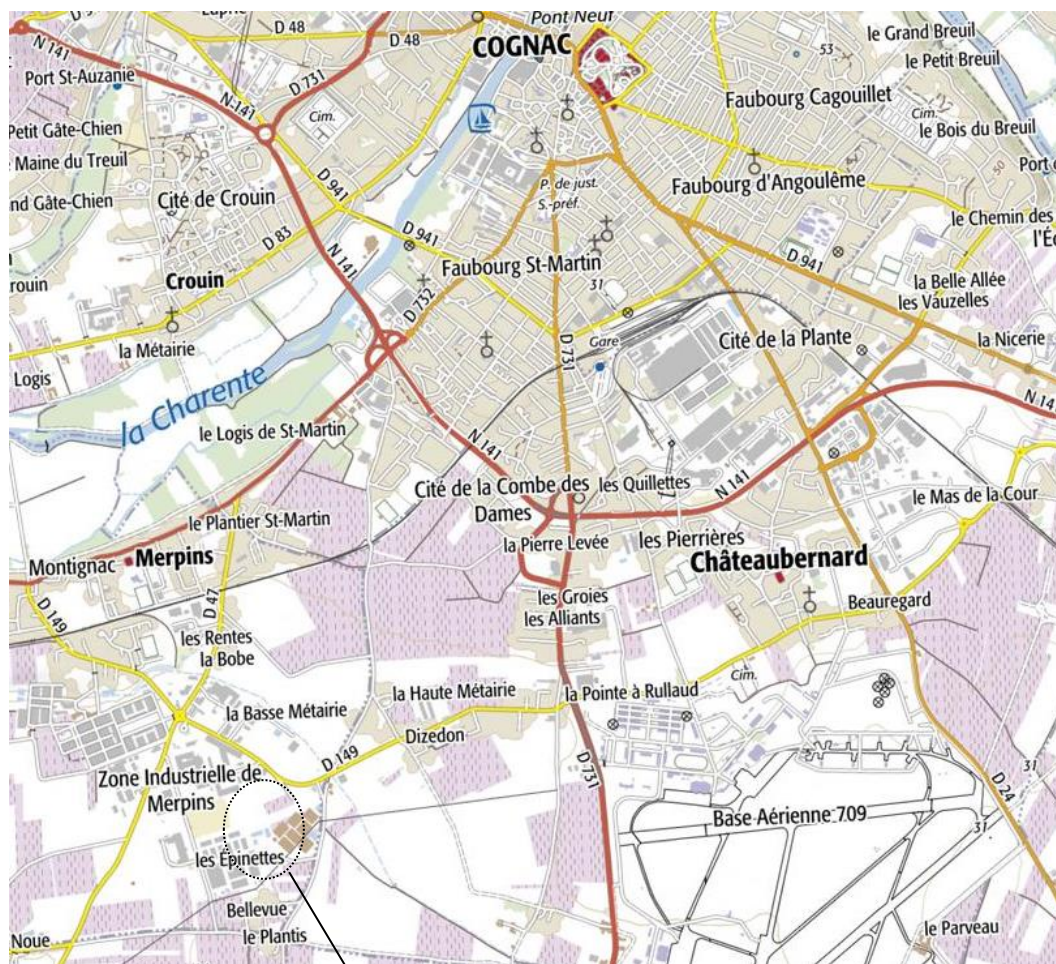 Pont Neuf
D 48
D 48
COGNAC
N 141
D 731
Port St-Auzanie
N 141
Cim.
Petit Gâte-Chien
Maine du Treuil
nd Gâte-Chien
Cité de Crouin
D 941
53
le Grand Breuil
le Petit Breuil
Faubourg Cagouillet
Cim.
le Bois du Breuil
P. de just.
S.-préf.
Faubourg d'Angoulême
50
le Chemin des
D 83
N 141
D 941
Crouin
Faubourg St-Martin
31
D 941
la Belle Allée
les Vauzelles
D 732
la Métairie
Gare
D 731
Cité de la Plante
la Nicerie
Logis
la Charente
le Logis de St-Martin
N 141
N 141
Cité de la Combe des
Dames
les Quillettes
le Mas de la Cour
le Plantier St-Martin
la Pierre Levée
les Pierrières
Montignac
Merpins
Châteaubernard
D 149
D 47
les Groies
les Alliants
Beauregard
les Rentes
la Bobe
Cim.
la Haute Métairie
la Pointe à Rullaud
la Basse Métairie
Dizedon
D 149
D 731
Zone Industrielle de
Merpins
31
D 24
Base Aérienne 709
31
les Épinettes
Bellevue
le Plantis
Noue
le Parveau